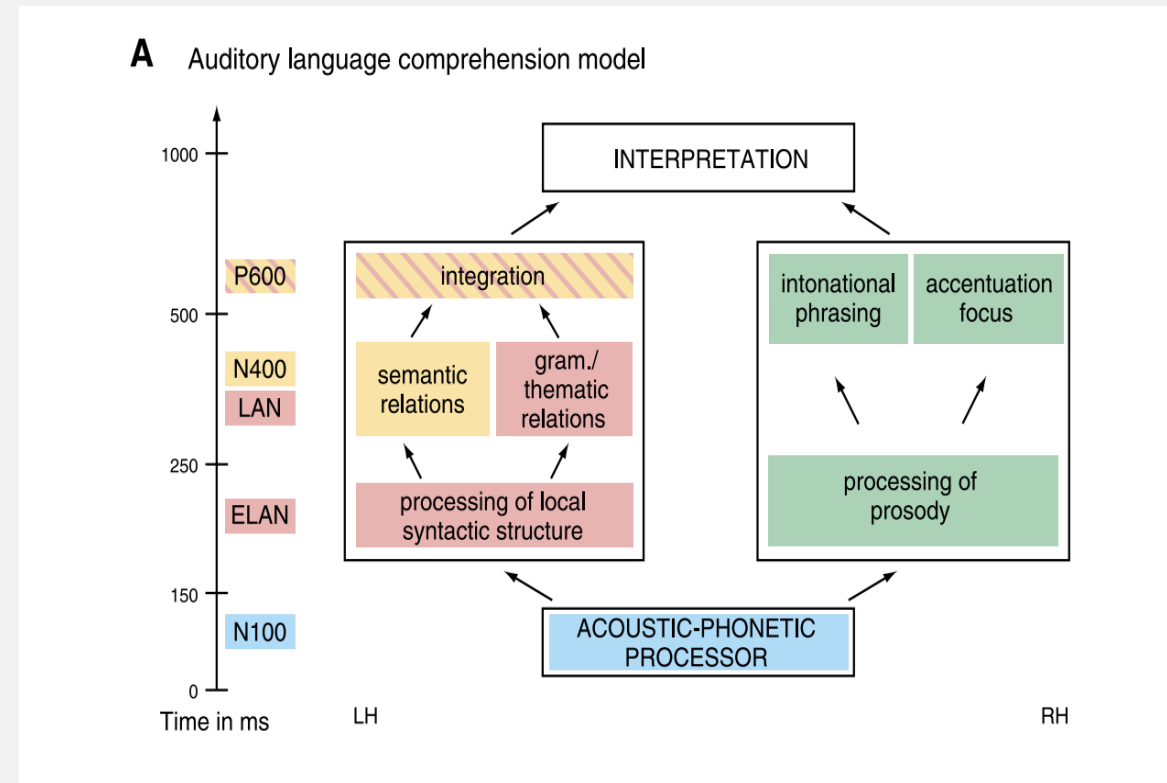 A Auditory language comprehension model
1000
INTERPRETATION
P600
integration
intonational
phrasing
accentuation
focus
500
N400
LAN
semantic
relations
gram./
thematic
relations
250
ELAN
processing of local
syntactic structure
processing of
prosody
150
N100
ACOUSTIC-PHONETIC
PROCESSOR
0
Time in ms
LH
RH